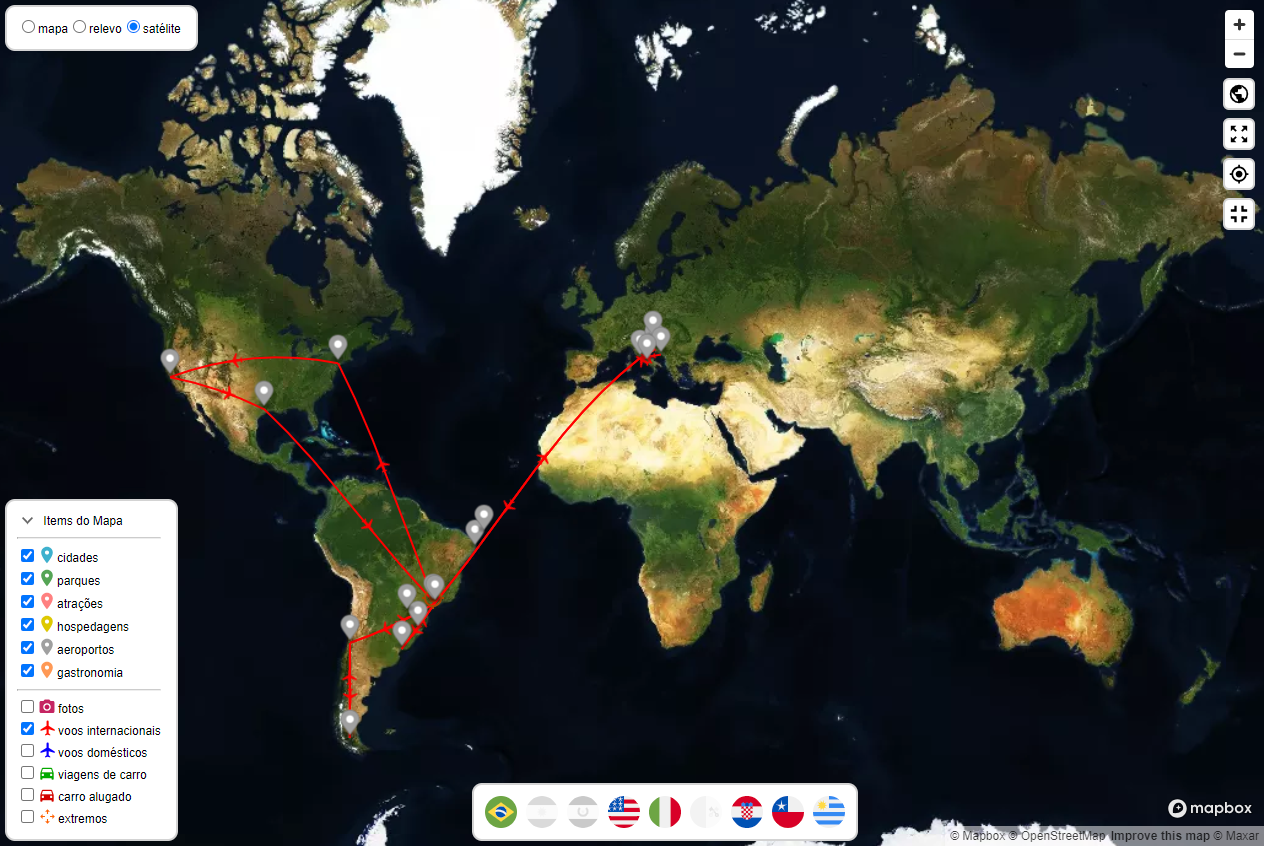 mapa relevo satélite
Items do Mapa
cidades
parques
atrações
hospedagens
aeroportos
gastronomia
fotos
voos internacionais
voos domésticos
viagens de carro
carro alugado
extremos
mapbox
© Mapbox © OpenStreetMap Improve this map © Maxar